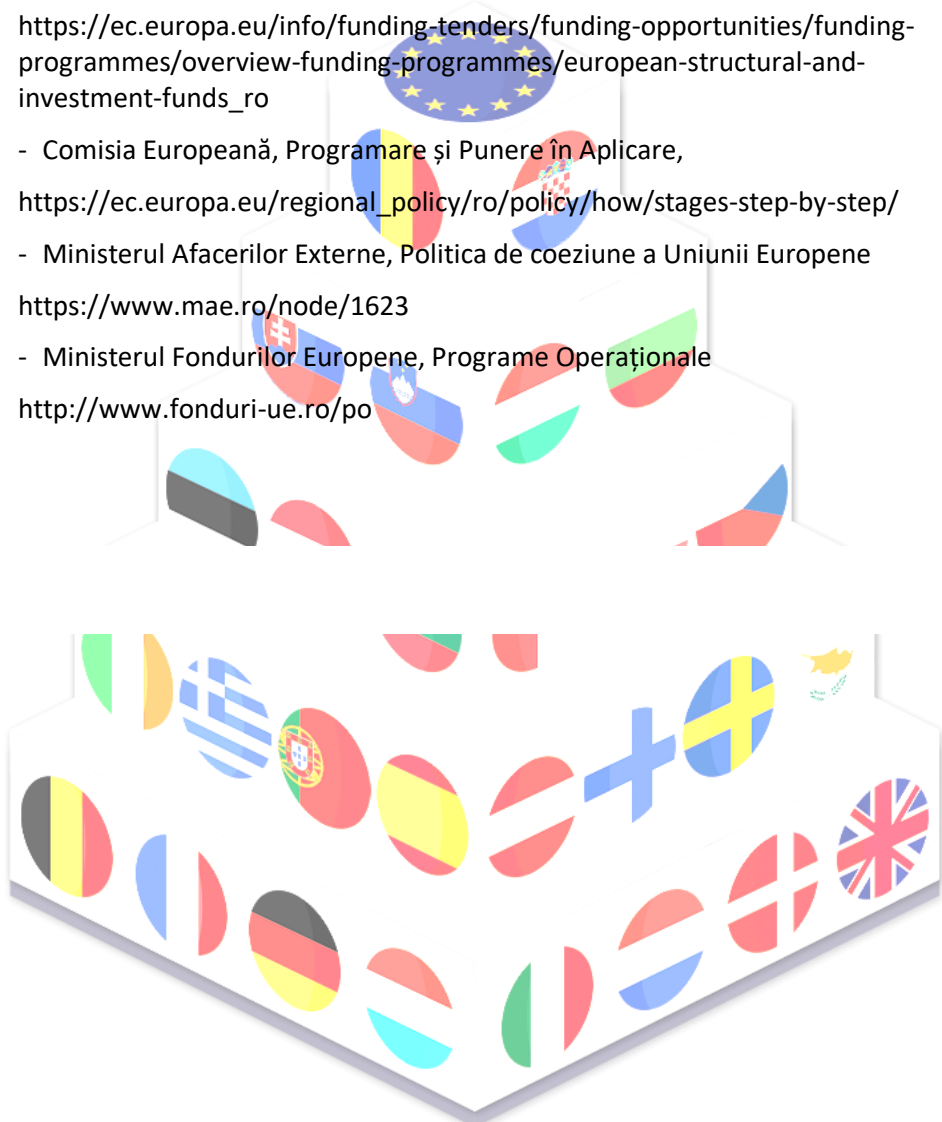 https://ec.europa.eu/info/funding-tenders/funding-opportunities/funding-
programmes/overview-funding-programmes/european-structural-and-
investment-funds_ro
- Comisia Europeană, Programare și Punere în Aplicare,
https://ec.europa.eu/regional_policy/ro/policy/how/stages-step-by-step/
- Ministerul Afacerilor Externe, Politica de coeziune a Uniunii Europene
https://www.mae.ro/node/1623
- Ministerul Fondurilor Europene, Programe Operaționale
http://www.fonduri-ue.ro/po